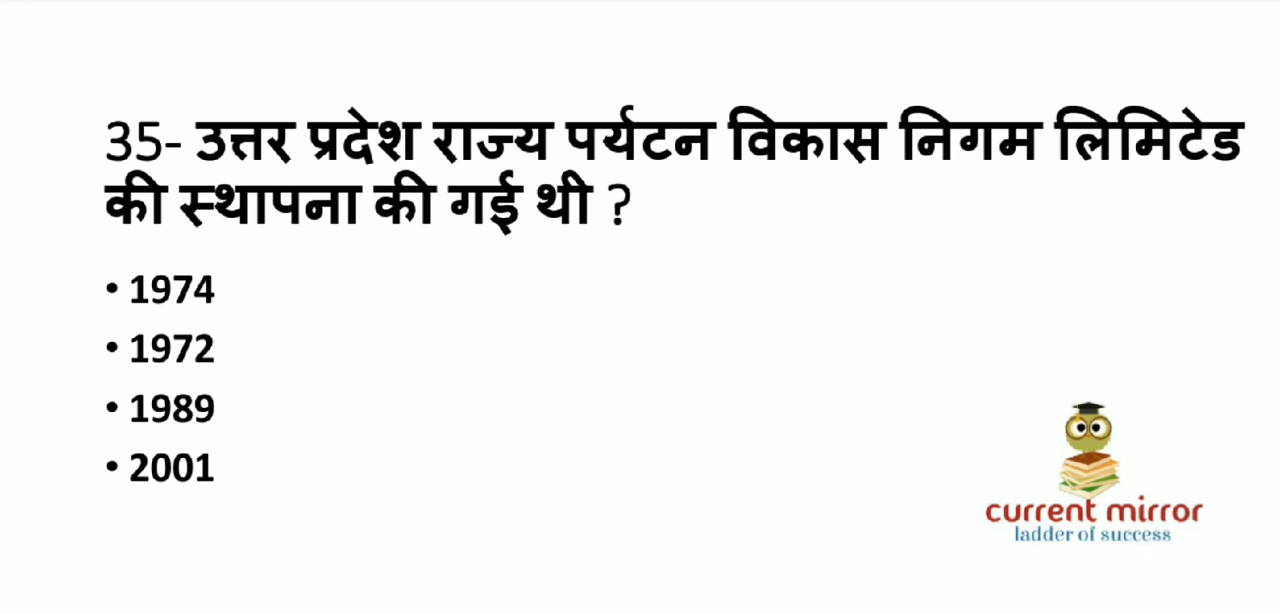 35- उत्तर प्रदेश राज्य पर्यटन विकास निगम लिमिटेड
की स्थापना की गई थी ?
• 1974
• 1972
• 1989
• 2001
current mirror
ladder of success